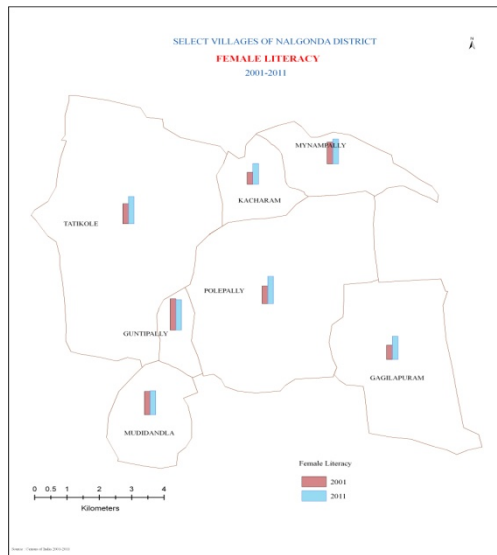 SELECT VILLAGES OF NALGONDA DISTRICT
FEMALE LITERACY
2001-2011
N
MYNAMPALLY
KACHARAM
TATIKOLE
POLEPALLY
GUNTIPALLY
GAGILAPURAM
MUDIDANDLA
Female Literacy
2001
2011
0 0.5 1 2 3 4
Kilometers